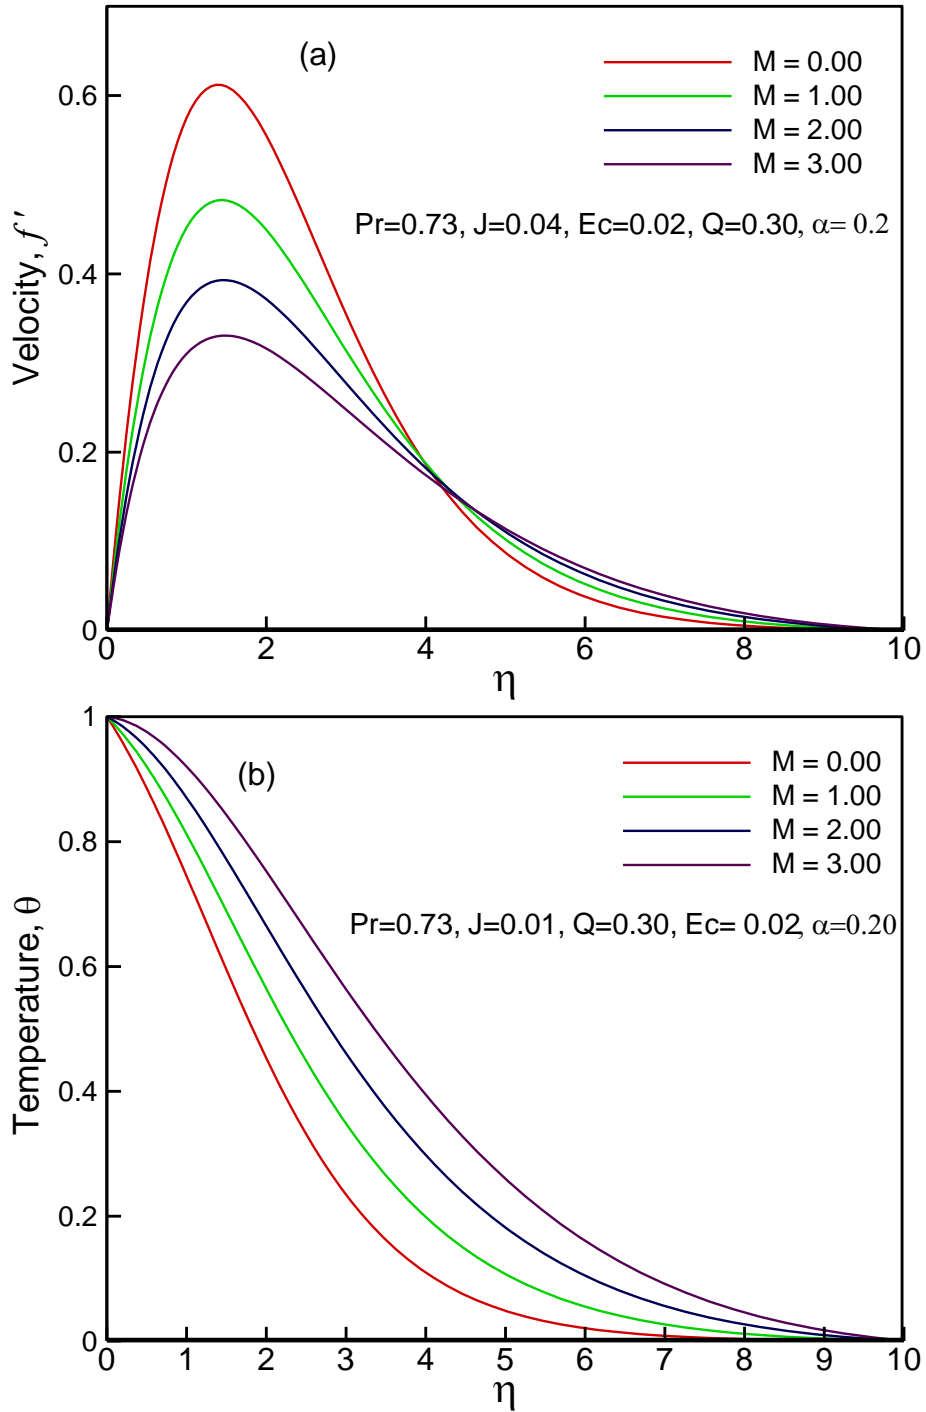 (a)
M = 0.00
M = 1.00
M = 2.00
M = 3.00
Pr=0.73, J=0.04, Ec=0.02, Q=0.30, α= 0.2
Velocity, f′
0.6
0.4
0.2
0
0 2 4 6 8 10
η
1
(b)
M = 0.00
M = 1.00
M = 2.00
M = 3.00
Pr=0.73, J=0.01, Q=0.30, Ec= 0.02, α=0.20
Temperature, θ
0.8
0.6
0.4
0.2
0
0 1 2 3 4 5 6 7 8 9 10
η